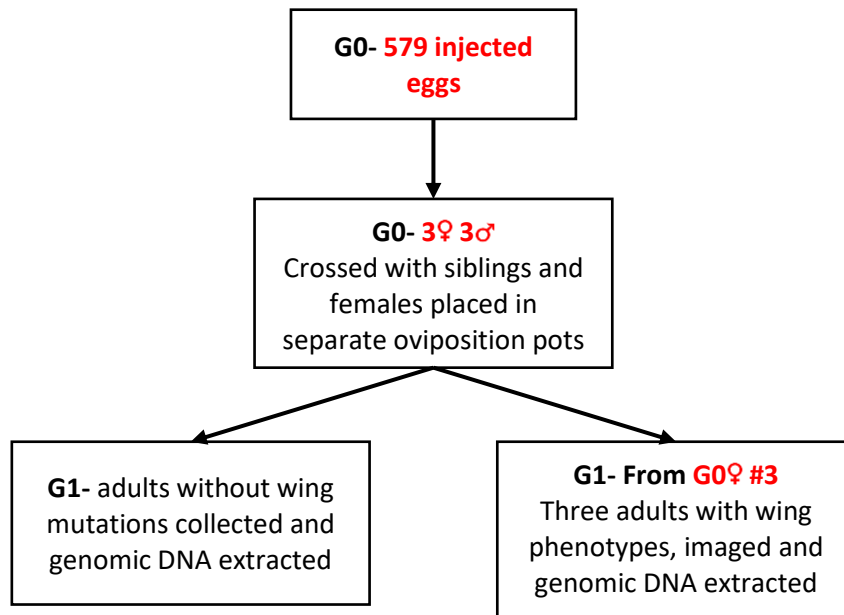 G0- 579 injected
eggs
G0- 3♀ 3♂
Crossed with siblings and
females placed in
separate oviposition pots
G1- adults without wing
mutations collected and
genomic DNA extracted
G1- From G0♀ #3
Three adults with wing
phenotypes, imaged and
genomic DNA extracted